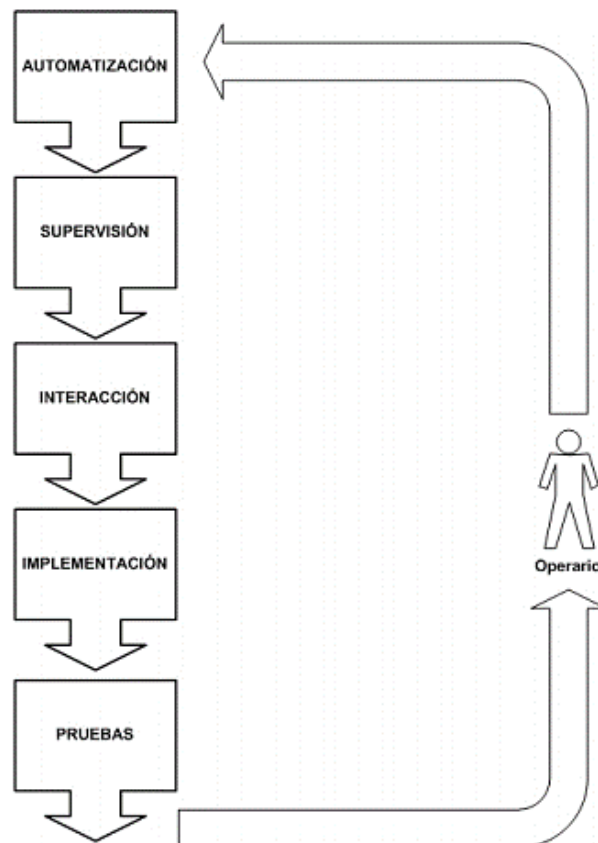 AUTOMATIZACIÓN
SUPERVISIÓN
INTERACCIÓN
IMPLEMENTACIÓN
PRUEBAS
Operario